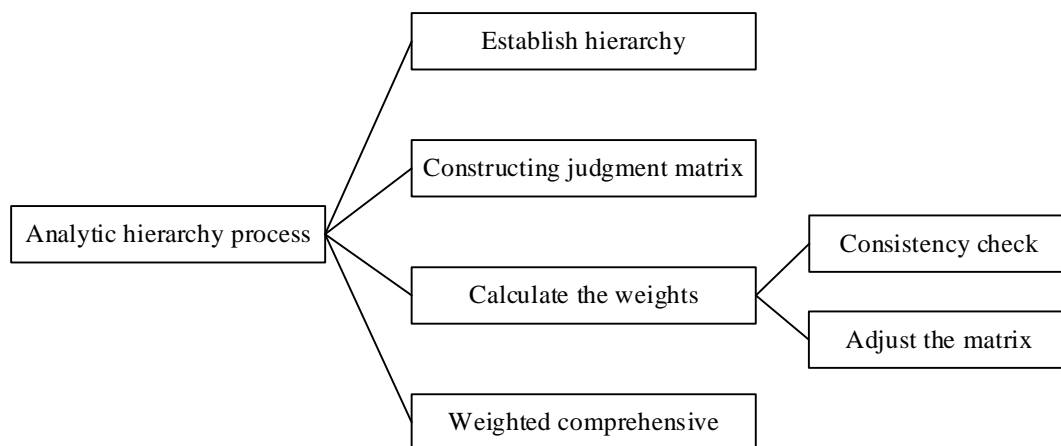 Establish hierarchy
Constructing judgment matrix
Analytic hierarchy process
Consistency check
Calculate the weights
Adjust the matrix
Weighted comprehensive